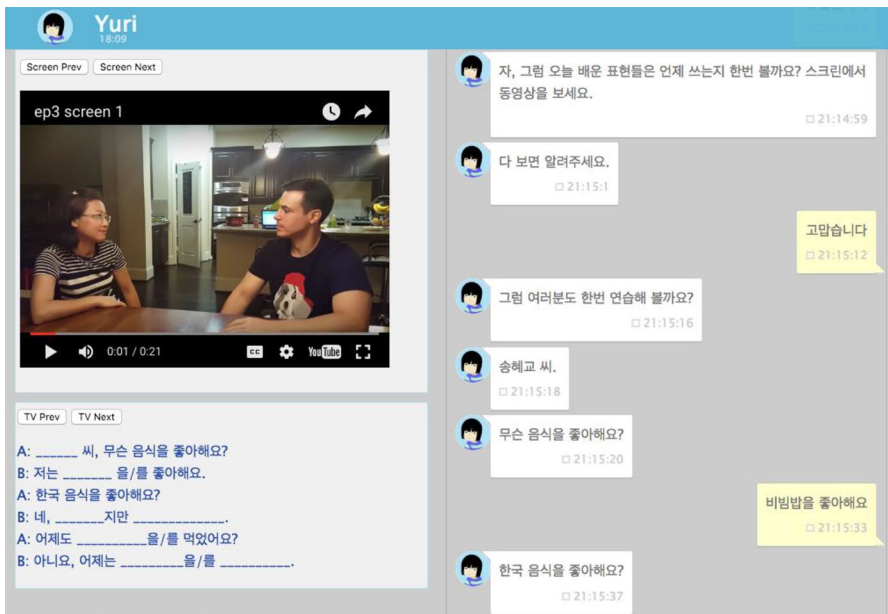 Yuri
18:09
Screen Prev
Screen Next
ep3 screen 1
0:01 / 0:21
CC
YouTube
TV Prev
TV Next
A: ______ 씨, 무슨 음식을 좋아해요?
B: 저는 _______ 을/를 좋아해요.
A: 한국 음식을 좋아해요?
B: 네, _______지만 _____________.
A: 어제도 __________을/를 먹었어요?
B: 아니요, 어제는 _________을/를 __________.
자, 그럼 오늘 배운 표현들은 언제 쓰는지 한번 볼까요? 스크린에서
동영상을 보세요.
21:14:59
다 보면 알려주세요.
21:15:1
고맙습니다
21:15:12
그럼 여러분도 한번 연습해 볼까요?
21:15:16
송혜교 씨.
21:15:18
무슨 음식을 좋아해요?
21:15:20
비빔밥을 좋아해요
21:15:33
한국 음식을 좋아해요?
21:15:37